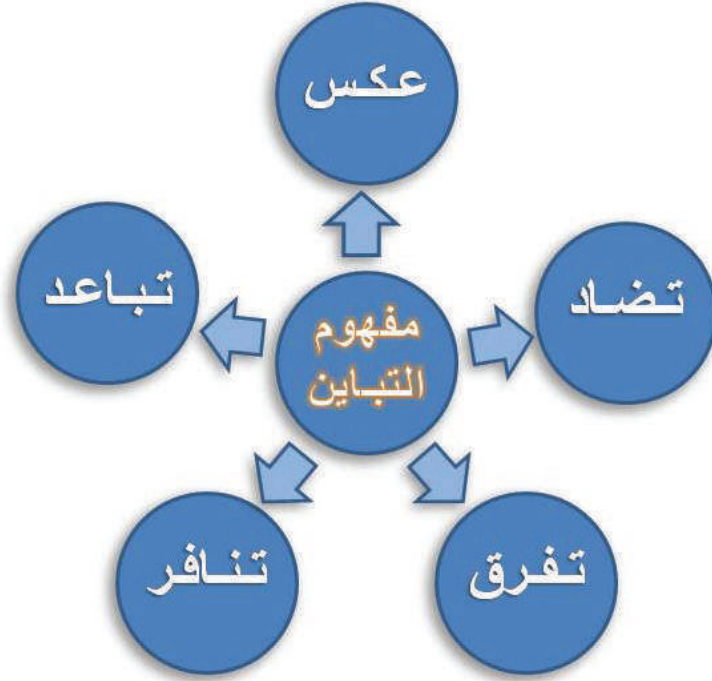 عكس
تضاد
تباعد
مفهوم
التباين
تفرق
تنافر